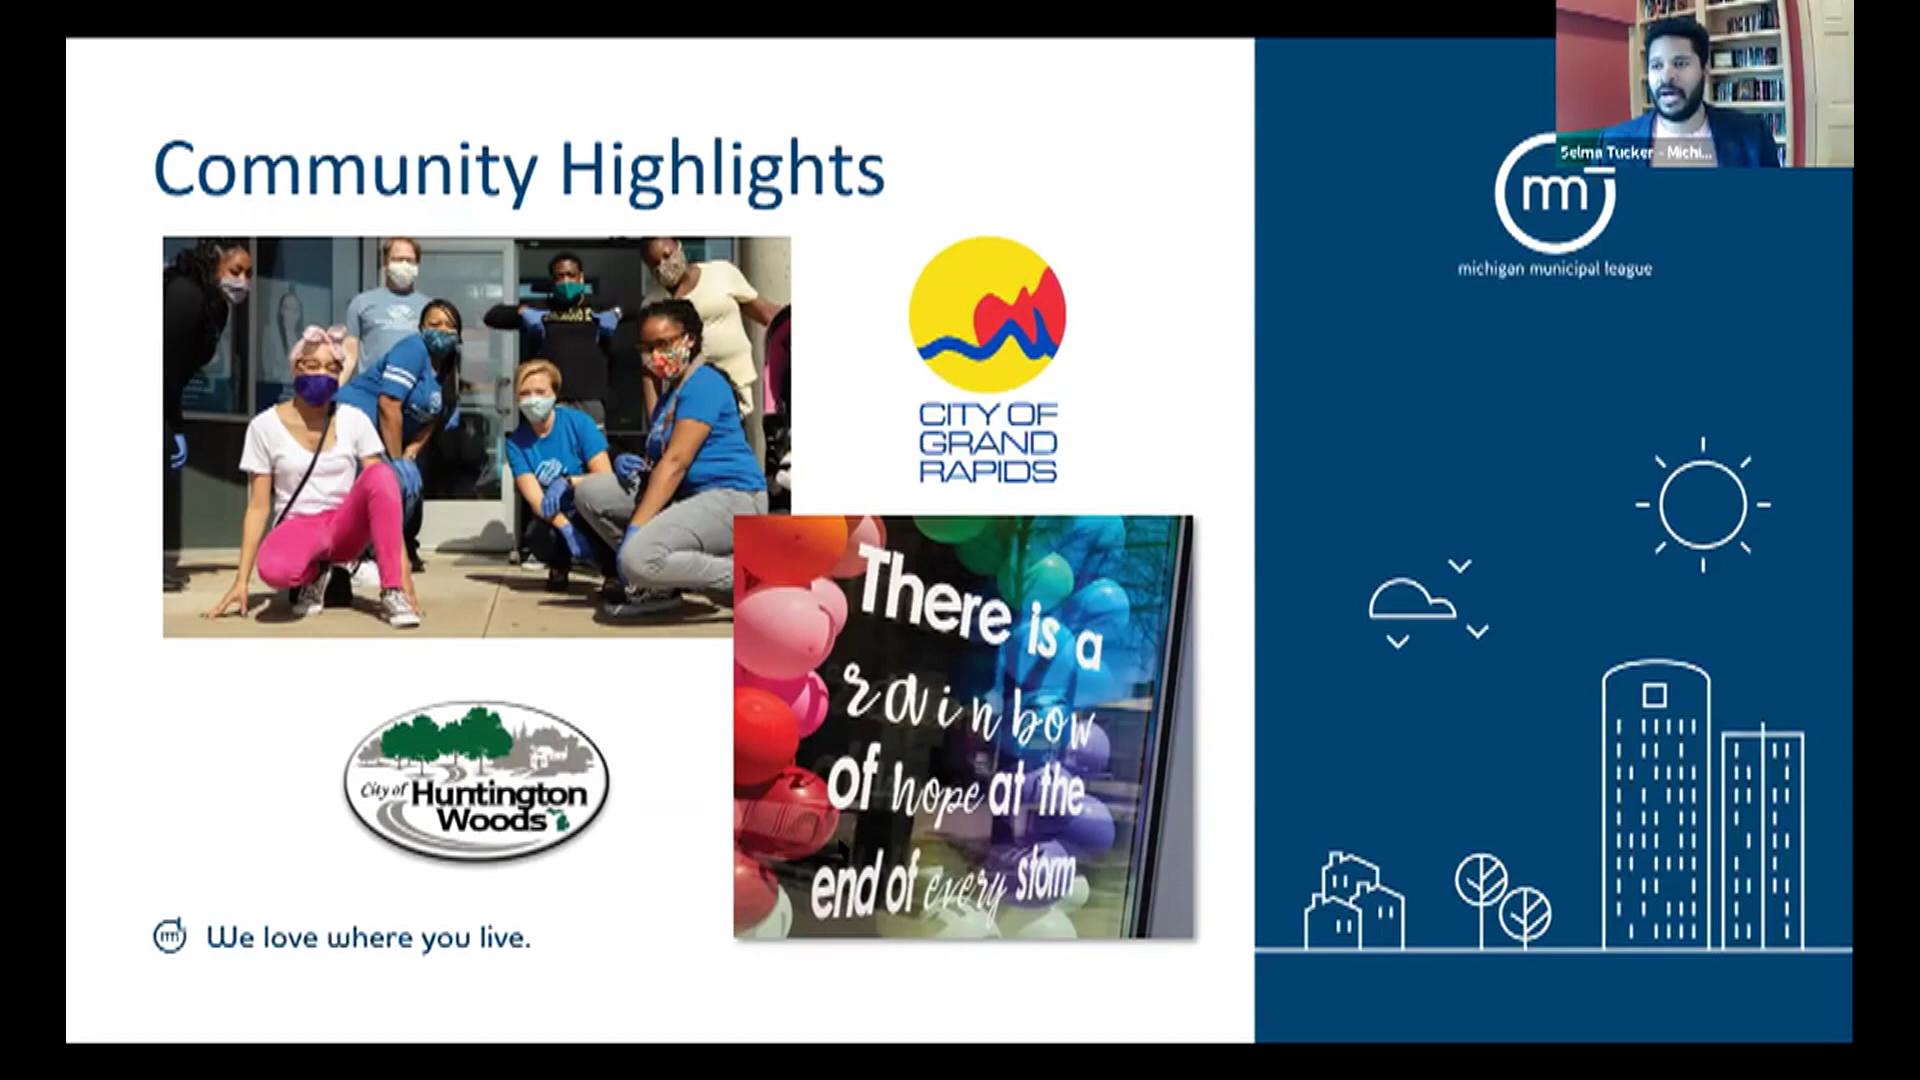 Community Highlights
Selma Tucker - Michi...
michigan municipal league
CITY OF
GRAND
RAPIDS
There is a
rainbow
of hope at the
end of every storm
City of Huntington
Woods
We love where you live.